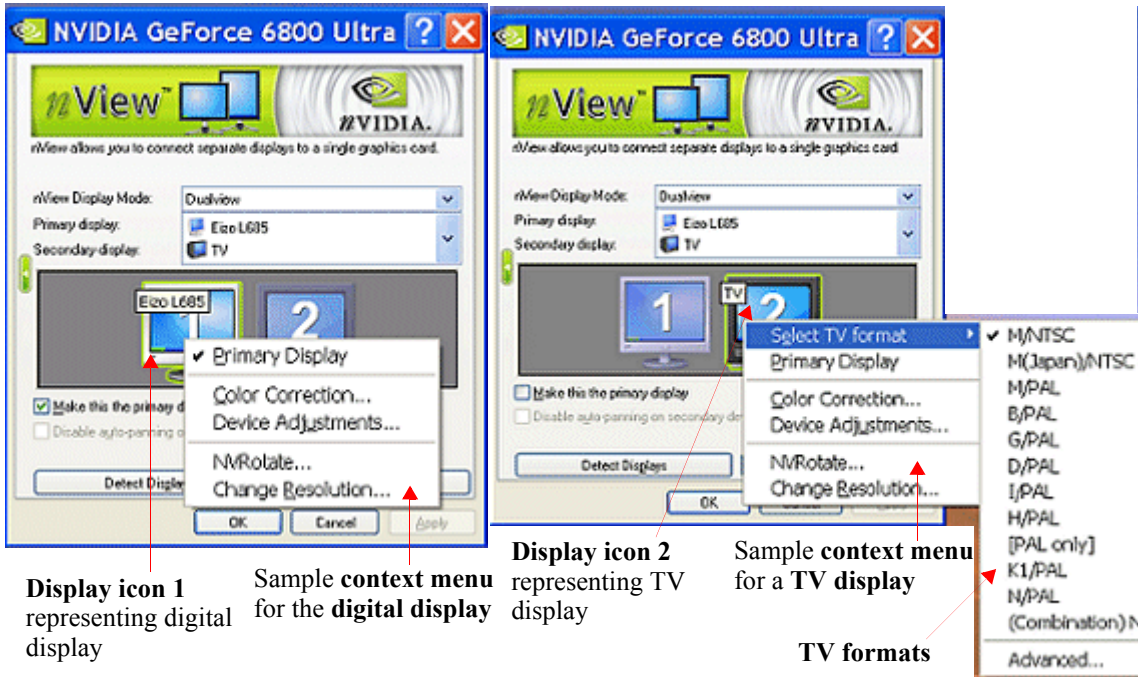 NVIDIA GeForce 6800 Ultra
nView™
nVIDIA.
nView allows you to connect separate displays to a single graphics card.
nView Display Mode: Dualview
Primary display: Eizo L685
Secondary display: TV
Eizo L685
2
Primary Display
Color Correction...
Device Adjustments...
NVRotate...
Change Resolution...
Make this the primary d
Disable auto-panning o
Detect Displa
OK
Cancel
Apply
Display icon 1
representing digital
display
Sample context menu
for the digital display
NVIDIA GeForce 6800 Ultra
nView™
nVIDIA.
nView allows you to connect separate displays to a single graphics card
nView Display Mode: Dualview
Primary display: Eizo L685
Secondary display: TV
1
TV
2
Select TV format
Primary Display
Color Correction...
Device Adjustments...
NVRotate...
Change Resolution...
Make this the primary display
Disable auto-panning on secondary de
Detect Displays
OK
M/NTSC
M(Japan)/NTSC
M/PAL
B/PAL
G/PAL
D/PAL
I/PAL
H/PAL
[PAL only]
K1/PAL
N/PAL
(Combination) N
Advanced...
Display icon 2
representing TV
display
Sample context menu
for a TV display
TV formats